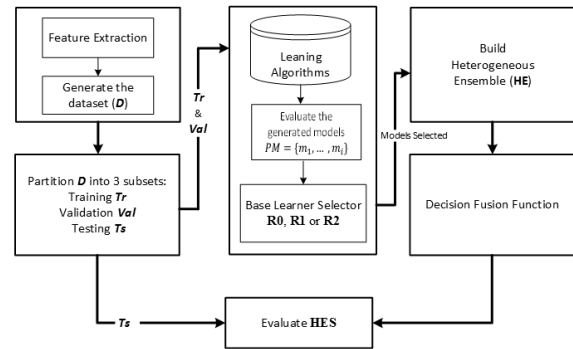 Feature Extraction
Generate the
dataset (D)
Partition D into 3 subsets:
Training Tr
Validation Val
Testing Ts
Tr
&
Val
Leaning
Algorithms
Evaluate the
generated models
PM = {m₁, … , mᵢ}
Base Learner Selector
R0, R1 or R2
Models Selected
Build
Heterogeneous
Ensemble (HE)
Decision Fusion Function
Ts
Evaluate HES